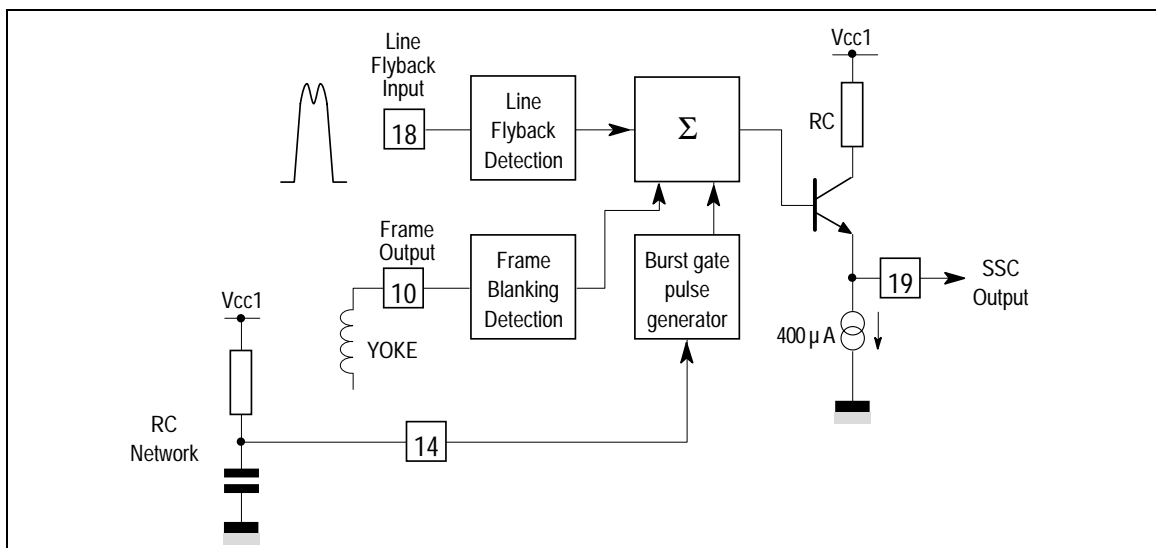 Line
Flyback
Input
18
Line
Flyback
Detection
Σ
Vcc1
RC
Frame
Output
10
Frame
Blanking
Detection
Burst gate
pulse
generator
19
SSC
Output
Vcc1
YOKE
400 µ A
RC
Network
14